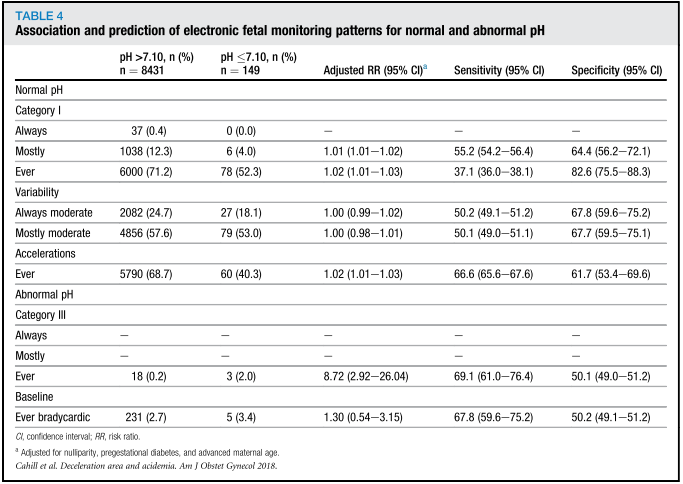 TABLE 4
Association and prediction of electronic fetal monitoring patterns for normal and abnormal pH
pH >7.10, n (%) pH ≤7.10, n (%)
n = 8431 n = 149 Adjusted RR (95% CI)a Sensitivity (95% CI) Specificity (95% CI)
Normal pH
Category I
Always 37 (0.4) 0 (0.0) — — —
Mostly 1038 (12.3) 6 (4.0) 1.01 (1.01–1.02) 55.2 (54.2–56.4) 64.4 (56.2–72.1)
Ever 6000 (71.2) 78 (52.3) 1.02 (1.01–1.03) 37.1 (36.0–38.1) 82.6 (75.5–88.3)
Variability
Always moderate 2082 (24.7) 27 (18.1) 1.00 (0.99–1.02) 50.2 (49.1–51.2) 67.8 (59.6–75.2)
Mostly moderate 4856 (57.6) 79 (53.0) 1.00 (0.98–1.01) 50.1 (49.0–51.1) 67.7 (59.5–75.1)
Accelerations
Ever 5790 (68.7) 60 (40.3) 1.02 (1.01–1.03) 66.6 (65.6–67.6) 61.7 (53.4–69.6)
Abnormal pH
Category III
Always — — — — —
Mostly — — — — —
Ever 18 (0.2) 3 (2.0) 8.72 (2.92–26.04) 69.1 (61.0–76.4) 50.1 (49.0–51.2)
Baseline
Ever bradycardic 231 (2.7) 5 (3.4) 1.30 (0.54–3.15) 67.8 (59.6–75.2) 50.2 (49.1–51.2)
CI, confidence interval; RR, risk ratio.
a Adjusted for nulliparity, pregestational diabetes, and advanced maternal age.
Cahill et al. Deceleration area and acidemia. Am J Obstet Gynecol 2018.